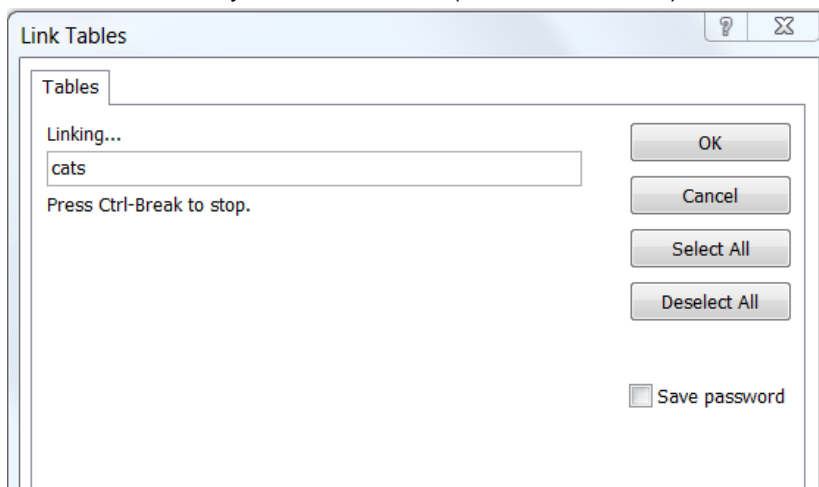 Link Tables
Tables
Linking...
cats
Press Ctrl-Break to stop.
OK
Cancel
Select All
Deselect All
Save password